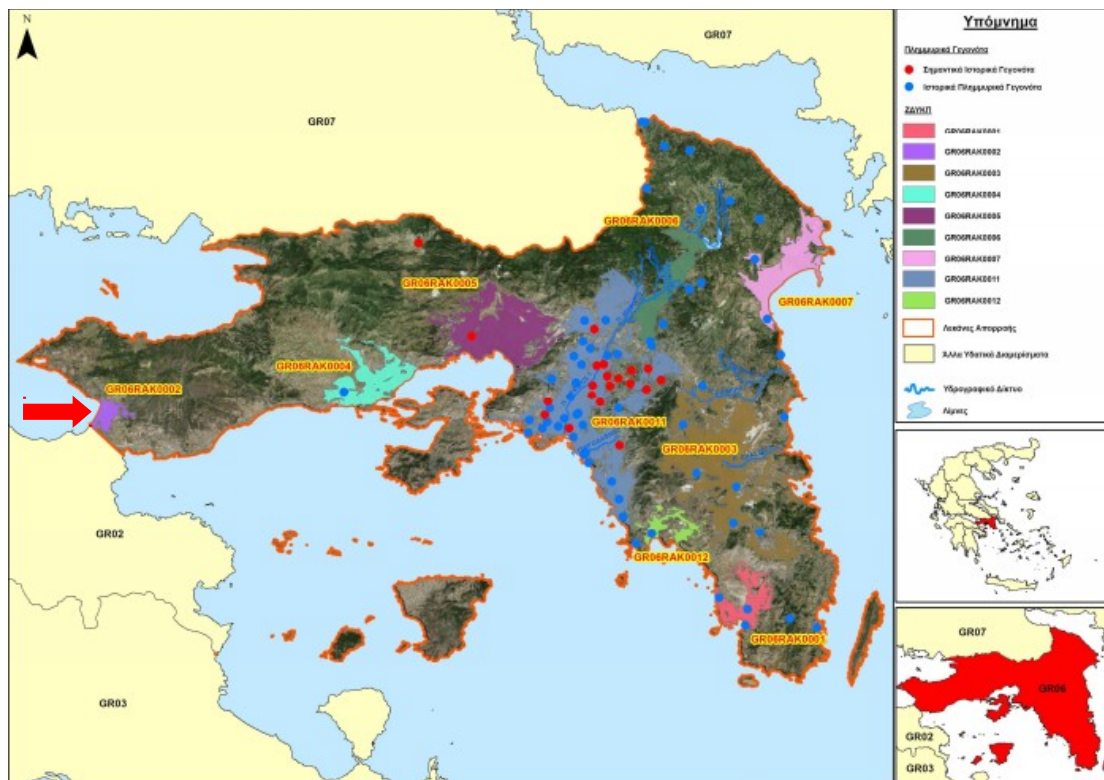 N
GR07
GR07
GR06RAK0006
GR06RAK0005
GR06RAK0007
GR06RAK0004
GR06RAK0002
GR06RAK0011
GR06RAK0003
GR02
GR06RAK0012
GR06RAK0001
GR03
Υπόμνημα
Πλημμυρικά Γεγονότα
Σημαντικά Ιστορικά Γεγονότα
Ιστορικά Πλημμυρικά Γεγονότα
ΖΔΥΚΠ
GR06RAK0001
GR06RAK0002
GR06RAK0003
GR06RAK0004
GR06RAK0005
GR06RAK0006
GR06RAK0007
GR06RAK0011
GR06RAK0012
Λεκάνες Απορροής
Άλλα Υδατικά Διαμερίσματα
Υδρογραφικό Δίκτυο
Λίμνες
GR07
GR06
GR02
GR03